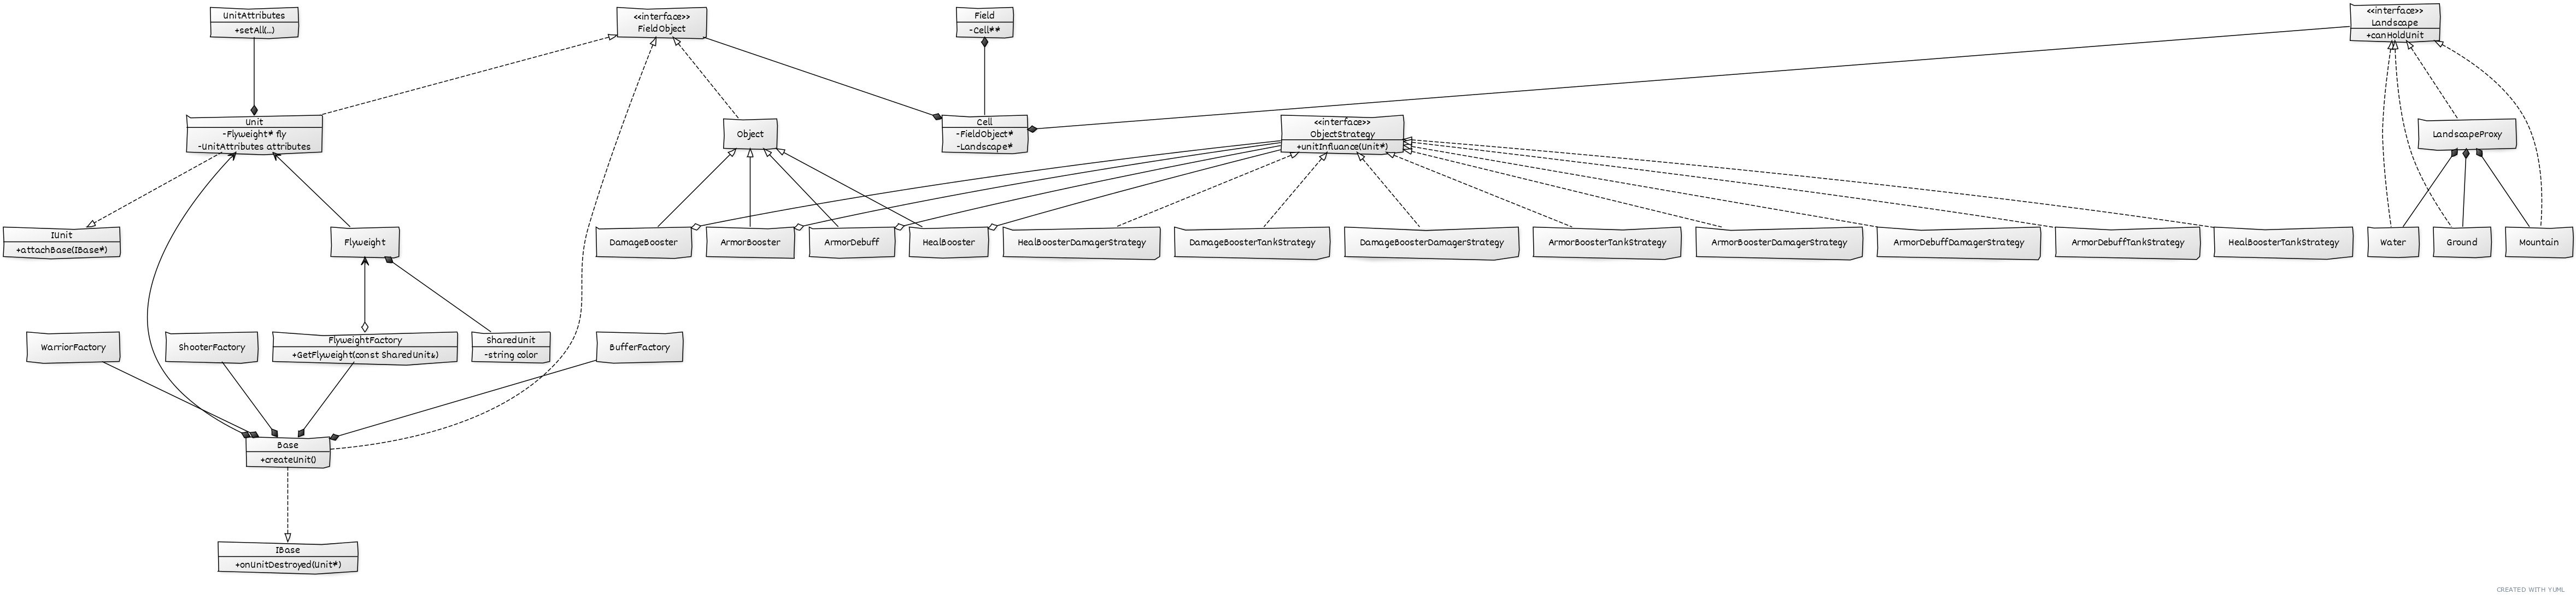 UnitAttributes
+setAll(...)
<<interface>>
FieldObject
Field
-Cell**
<<interface>>
Landscape
+canHoldUnit
Unit
-Flyweight* fly
-UnitAttributes attributes
Object
Cell
-FieldObject*
-Landscape*
<<interface>>
ObjectStrategy
+unitInfluance(Unit*)
LandscapeProxy
IUnit
+attachBase(IBase*)
Flyweight
DamageBooster
ArmorBooster
ArmorDebuff
HealBooster
HealBoosterDamagerStrategy
DamageBoosterTankStrategy
DamageBoosterDamagerStrategy
ArmorBoosterTankStrategy
ArmorBoosterDamagerStrategy
ArmorDebuffDamagerStrategy
ArmorDebuffTankStrategy
HealBoosterTankStrategy
Water
Ground
Mountain
WarriorFactory
ShooterFactory
FlyweightFactory
+GetFlyweight(const SharedUnit&)
SharedUnit
-string color
BufferFactory
Base
+createUnit()
IBase
+onUnitDestroyed(Unit*)
CREATED WITH YUML